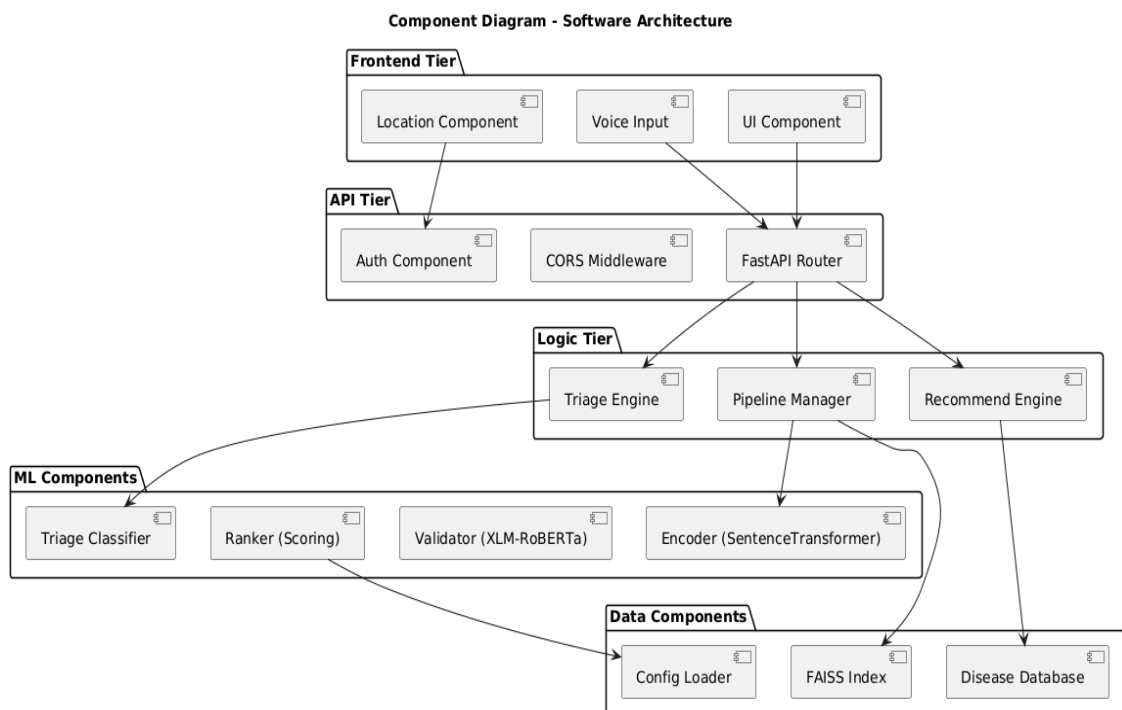 Component Diagram - Software Architecture
Frontend Tier
Location Component
Voice Input
UI Component
API Tier
Auth Component
CORS Middleware
FastAPI Router
Logic Tier
Triage Engine
Pipeline Manager
Recommend Engine
ML Components
Triage Classifier
Ranker (Scoring)
Validator (XLM-RoBERTa)
Encoder (SentenceTransformer)
Data Components
Config Loader
FAISS Index
Disease Database